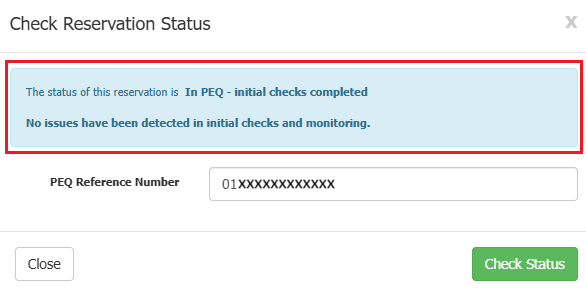 Check Reservation Status
x
The status of this reservation is In PEQ - initial checks completed
No issues have been detected in initial checks and monitoring.
PEQ Reference Number 01XXXXXXXXXXXX
Close Check Status